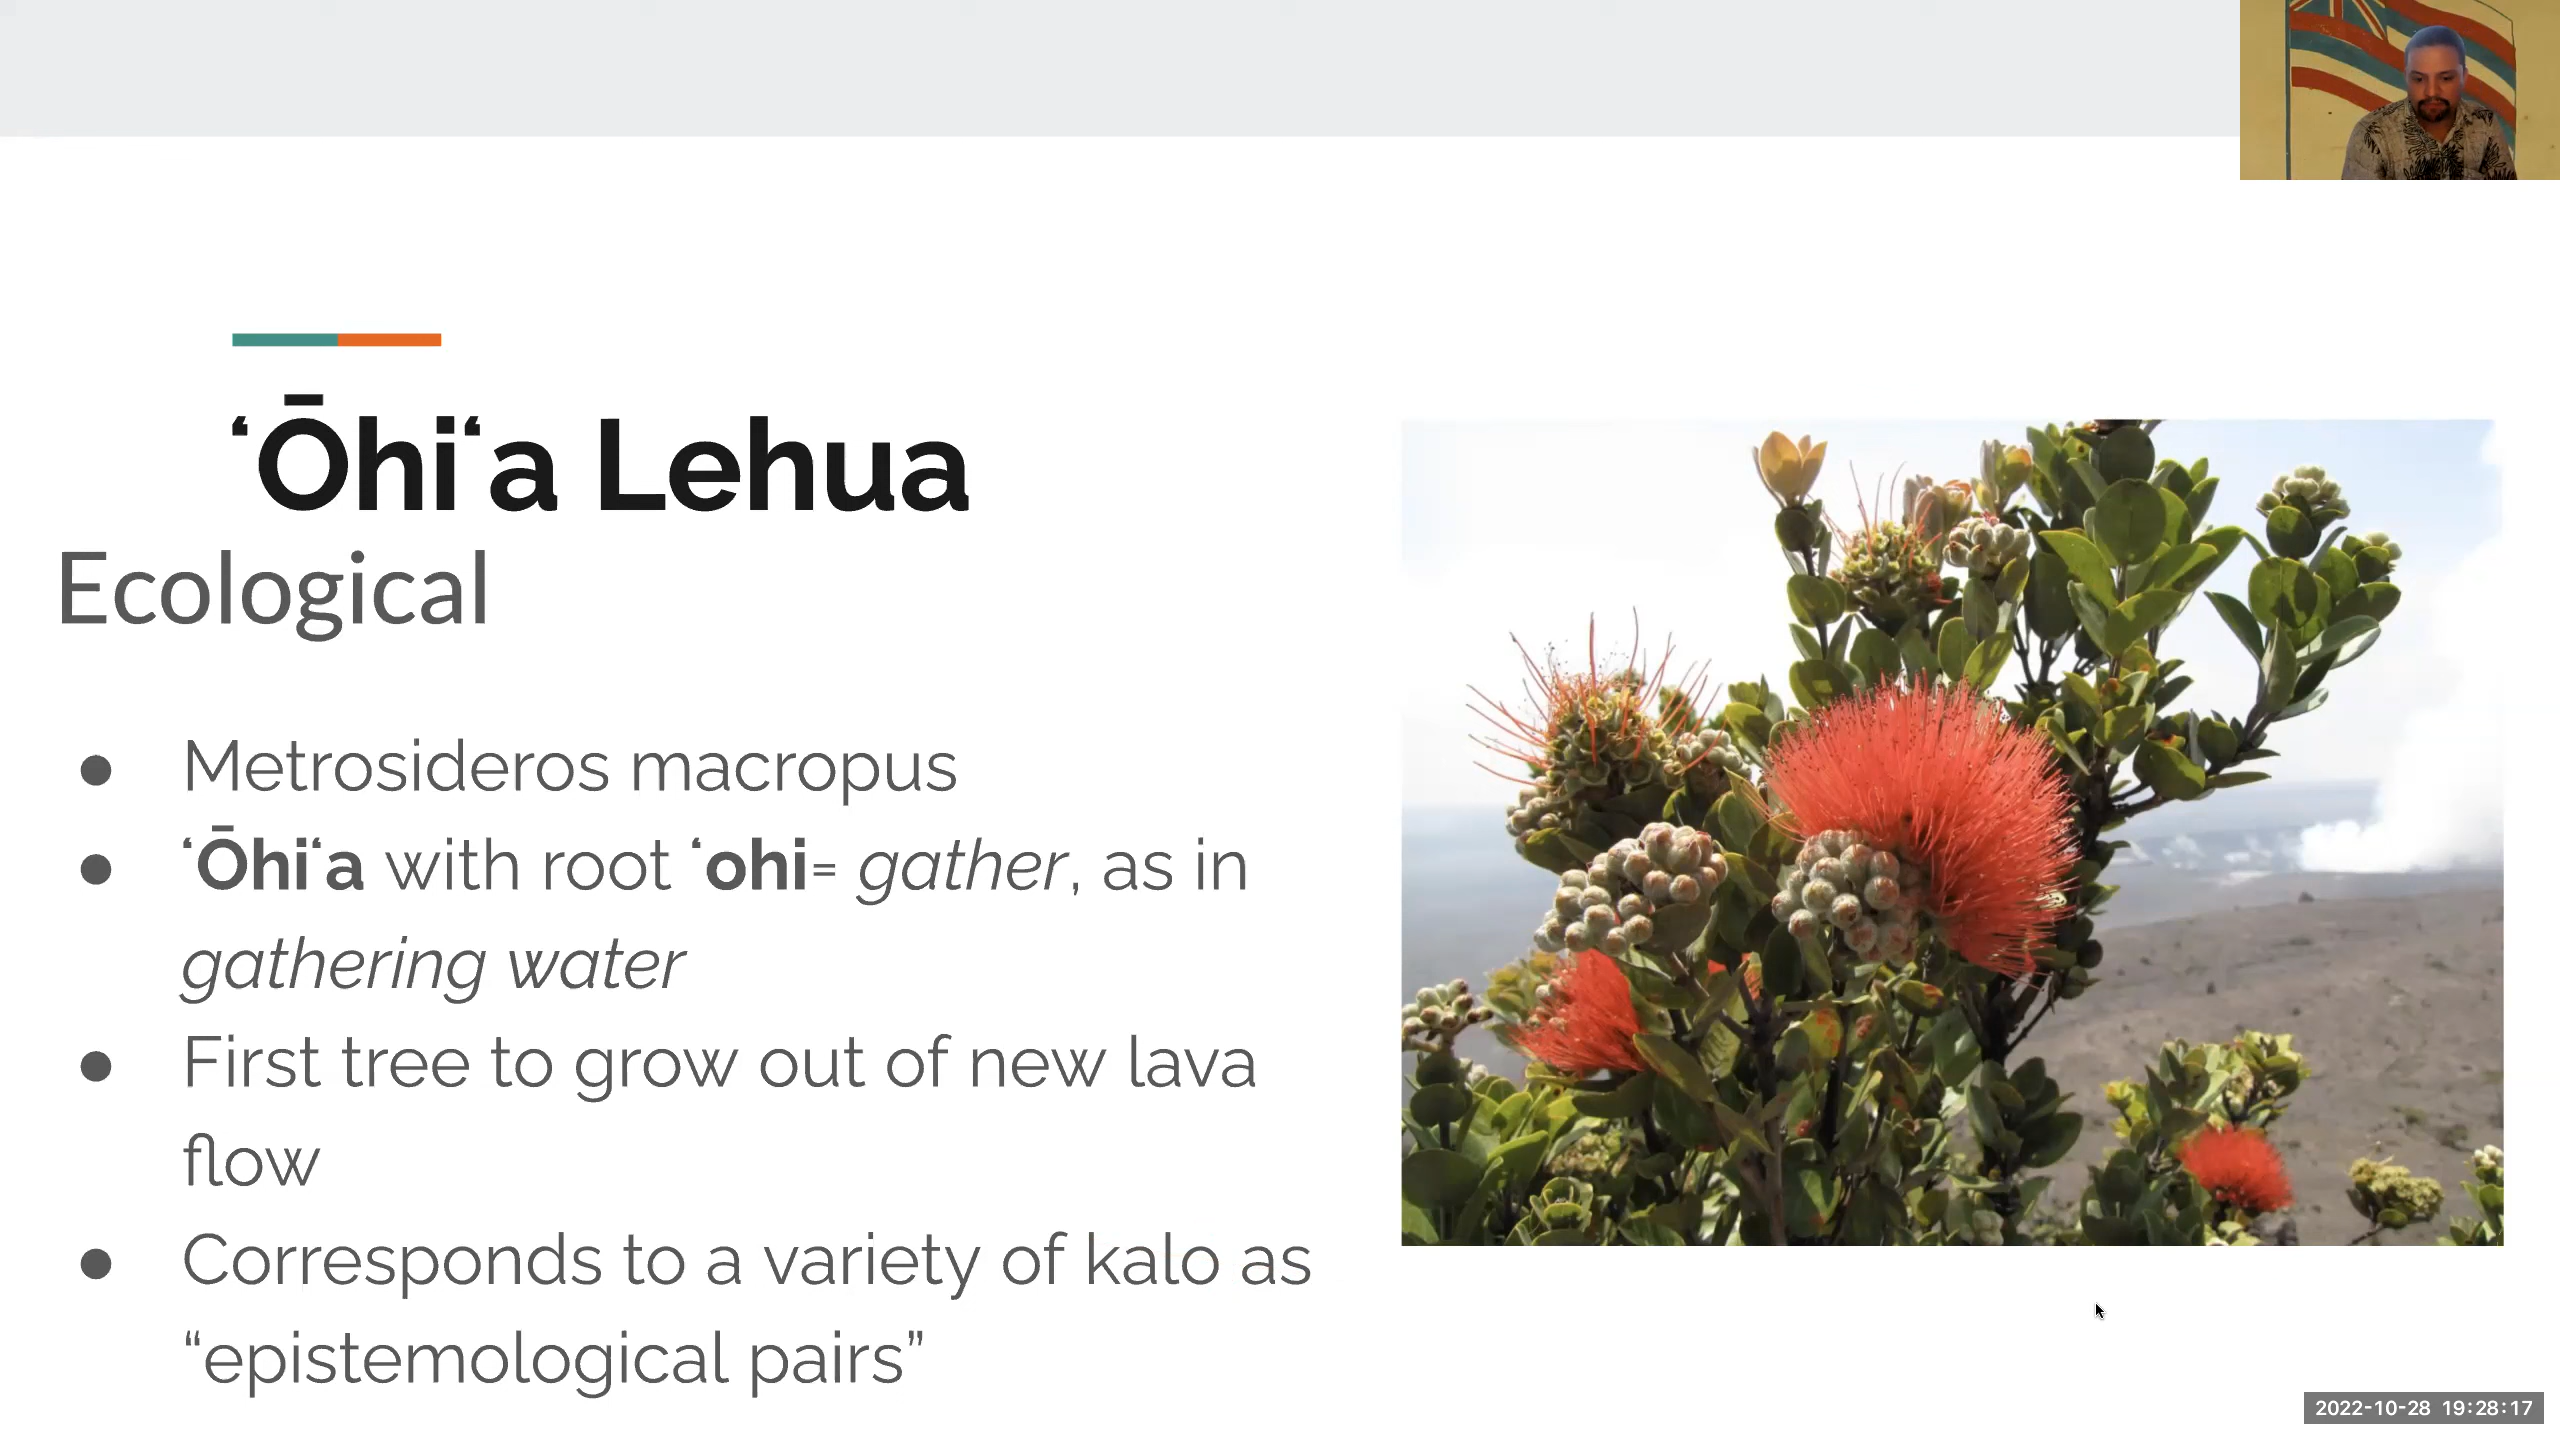 ʻŌhiʻa Lehua
Ecological
● Metrosideros macropus
● ʻŌhiʻa with root ʻohi= gather, as in
gathering water
● First tree to grow out of new lava
flow
● Corresponds to a variety of kalo as
“epistemological pairs”
2022-10-28 19:28:17